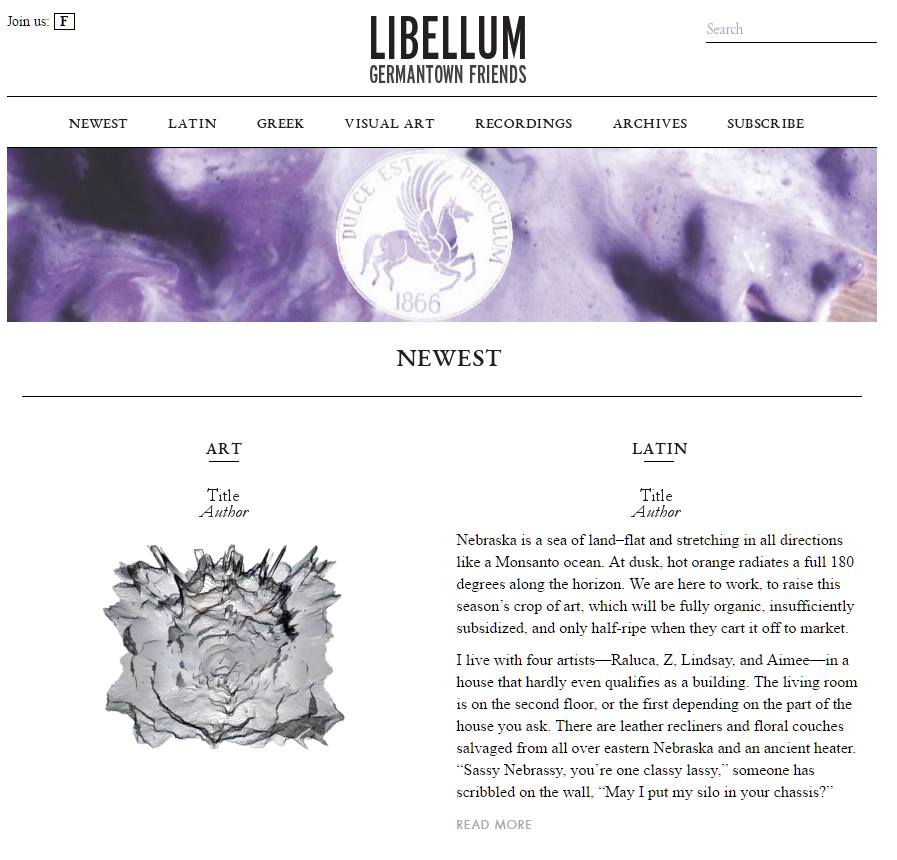 Join us: F
LIBELLUM
GERMANTOWN FRIENDS
Search
NEWEST LATIN GREEK VISUAL ART RECORDINGS ARCHIVES SUBSCRIBE
DULCE EST PERICULUM
1866
NEWEST
ART
Title
Author
LATIN
Title
Author
Nebraska is a sea of land–flat and stretching in all directions
like a Monsanto ocean. At dusk, hot orange radiates a full 180
degrees along the horizon. We are here to work, to raise this
season’s crop of art, which will be fully organic, insufficiently
subsidized, and only half-ripe when they cart it off to market.
I live with four artists—Raluca, Z, Lindsay, and Aimee—in a
house that hardly even qualifies as a building. The living room
is on the second floor, or the first depending on the part of the
house you ask. There are leather recliners and floral couches
salvaged from all over eastern Nebraska and an ancient heater.
“Sassy Nebrassy, you’re one classy lassy,” someone has
scribbled on the wall, “May I put my silo in your chassis?”
READ MORE